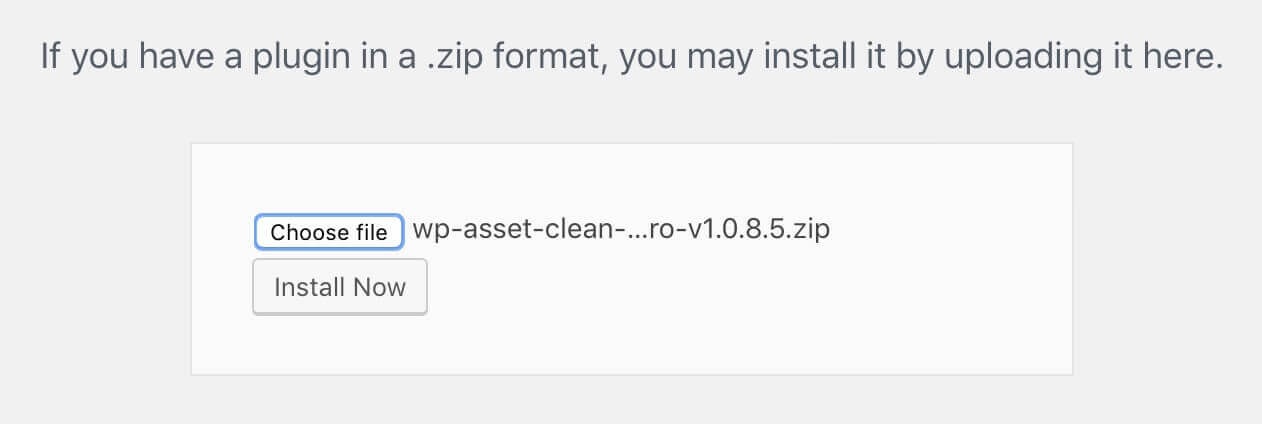 If you have a plugin in a .zip format, you may install it by uploading it here.
Choose file wp-asset-clean-...ro-v1.0.8.5.zip
Install Now